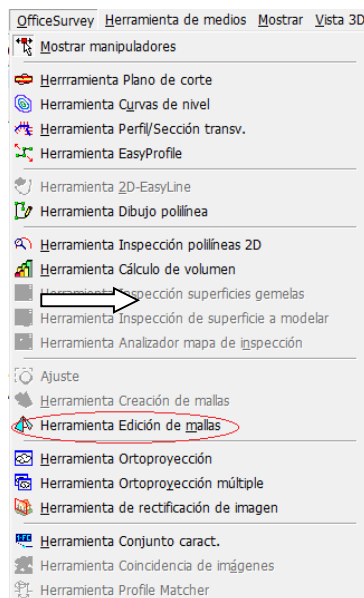 OfficeSurvey Herramienta de medios Mostrar Vista 3D
Mostrar manipuladores
Herrramienta Plano de corte
Herramienta Curvas de nivel
Herramienta Perfil/Sección transv.
Herramienta EasyProfile
Herramienta 2D-EasyLine
Herramienta Dibujo polilínea
Herramienta Inspección polilíneas 2D
Herramienta Cálculo de volumen
superficies gemelas
Herramienta Inspección de superficie a modelar
Herramienta Analizador mapa de inspección
Ajuste
Herramienta Creación de mallas
Herramienta Edición de mallas
Herramienta Ortoproyección
Herramienta Ortoproyección múltiple
Herramienta de rectificación de imagen
Herramienta Conjunto caract.
Herramienta Coincidencia de imágenes
Herramienta Profile Matcher